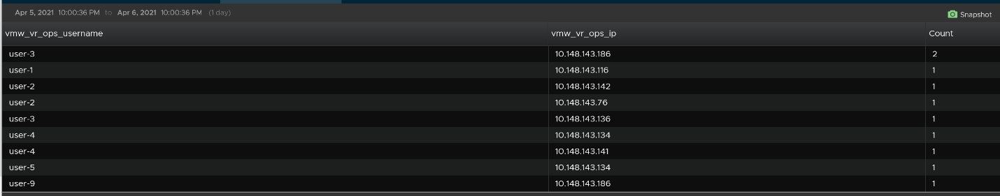 Apr 5, 2021 10:00:36 PM to Apr 6, 2021 10:00:36 PM (1 day)
Snapshot
vmw_vr_ops_username vmw_vr_ops_ip Count
user-3 10.148.143.186 2
user-1 10.148.143.116 1
user-2 10.148.143.142 1
user-2 10.148.143.76 1
user-3 10.148.143.136 1
user-4 10.148.143.134 1
user-4 10.148.143.141 1
user-5 10.148.143.134 1
user-9 10.148.143.186 1